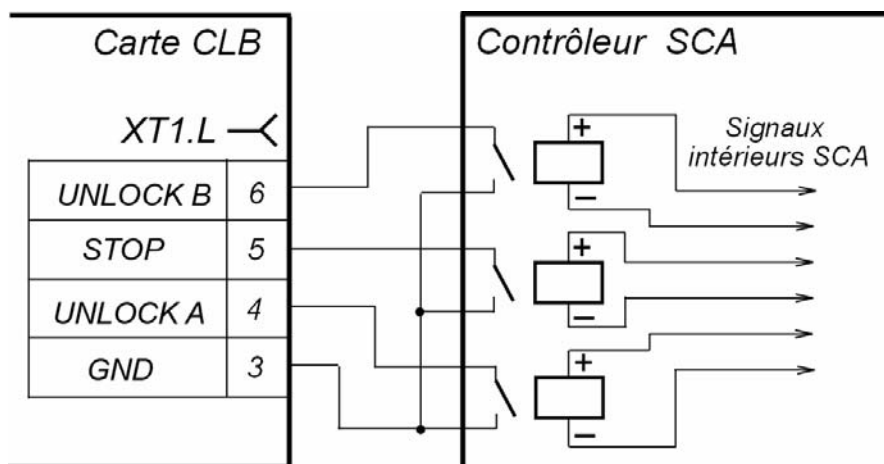 Carte CLB
XT1.L
UNLOCK B 6
STOP 5
UNLOCK A 4
GND 3
Contrôleur SCA
+
−
+
−
+
−
Signaux
intérieurs SCA